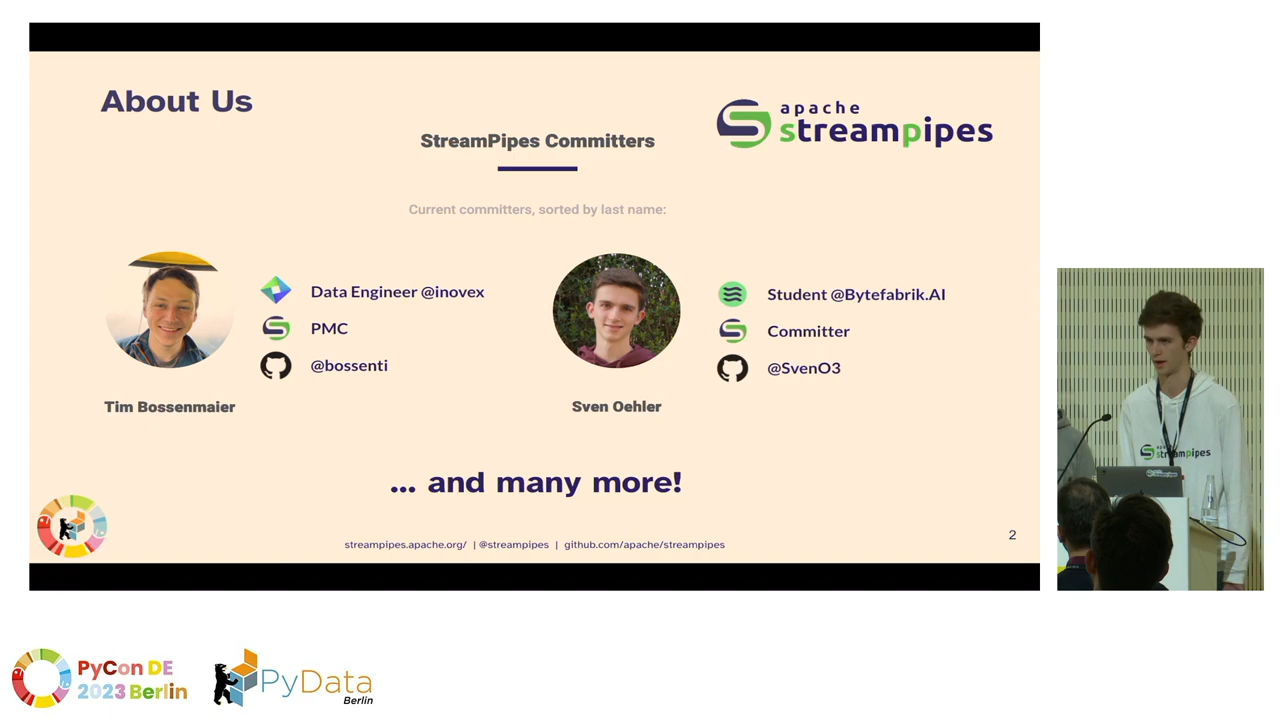 About Us
apache
streampipes
StreamPipes Committers
Current committers, sorted by last name:
Data Engineer @inovex
PMC
@bossenti
Tim Bossenmaier
Student @Bytefabrik.AI
Committer
@SvenO3
Sven Oehler
... and many more!
streampipes.apache.org/ | @streampipes | github.com/apache/streampipes
2
apache
streampipes
PyCon DE
2023 Berlin
PyData
Berlin